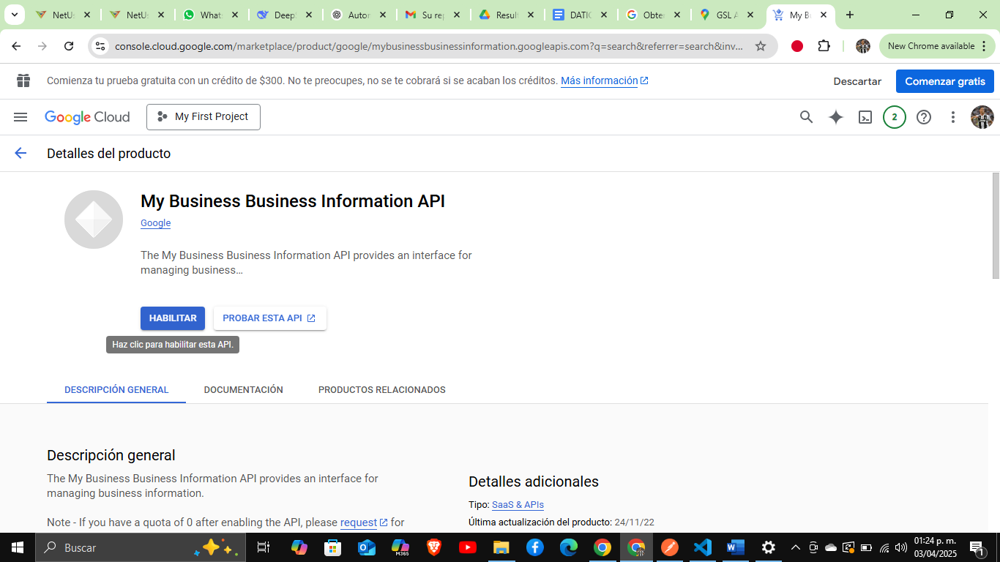 NetUs
NetUs
Whats
Deep
Autor
Su re
Result
DATIC
Obte
GSL A
My B
console.cloud.google.com/marketplace/product/google/mybusinessbusinessinformation.googleapis.com?q=search&referrer=search&inv...
New Chrome available
Comienza tu prueba gratuita con un crédito de $300. No te preocupes, no se te cobrará si se acaban los créditos. Más información
Descartar
Comenzar gratis
Google Cloud
My First Project
2
Detalles del producto
My Business Business Information API
Google
The My Business Business Information API provides an interface for
managing business…
HABILITAR
PROBAR ESTA API
Haz clic para habilitar esta API.
DESCRIPCIÓN GENERAL
DOCUMENTACIÓN
PRODUCTOS RELACIONADOS
Descripción general
The My Business Business Information API provides an interface for
managing business information.
Note - If you have a quota of 0 after enabling the API, please request for
Detalles adicionales
Tipo: SaaS & APIs
Última actualización del producto: 24/11/22
Buscar
M365
01:24 p. m.
03/04/2025
1